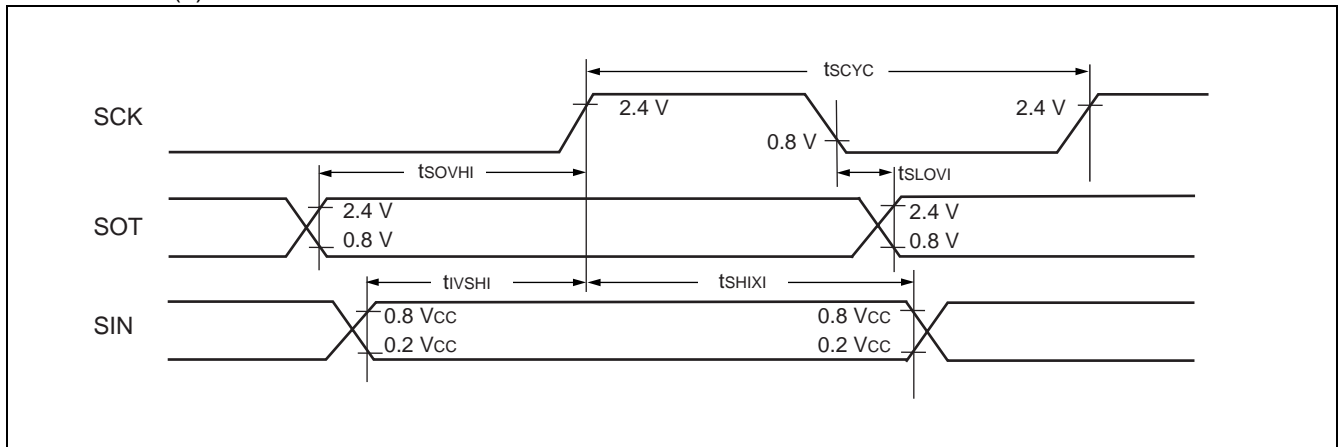 tSCYC
SCK
2.4 V
2.4 V
0.8 V
tSOVHI
tSLOVI
SOT
2.4 V
2.4 V
0.8 V
0.8 V
tIVSHI
tSHIXI
SIN
0.8 VCC
0.8 VCC
0.2 VCC
0.2 VCC